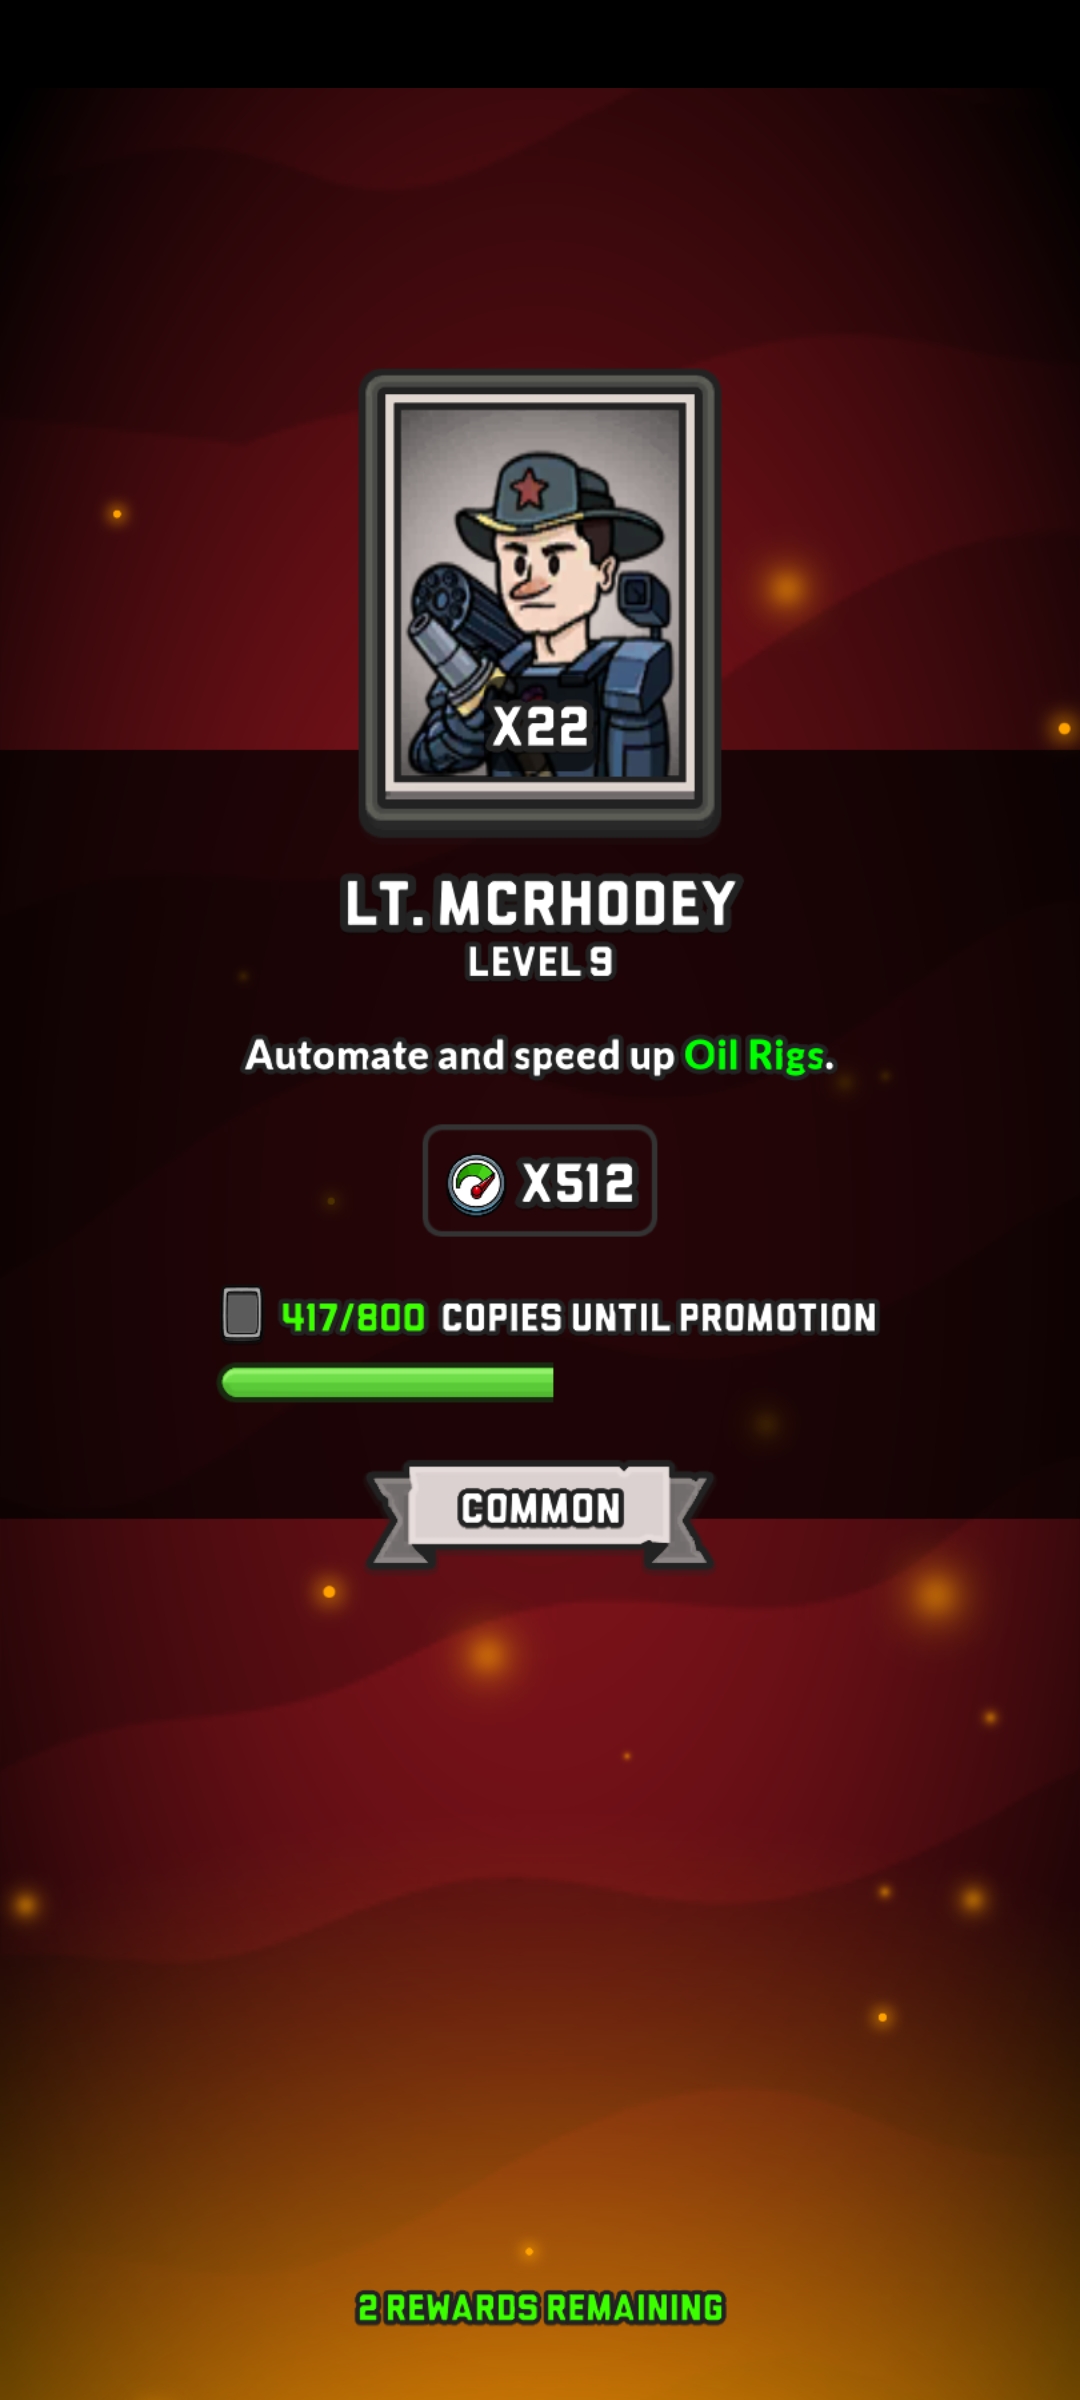 X22
LT. MCRHODEY
LEVEL 9
Automate and speed up Oil Rigs.
X512
417/800 COPIES UNTIL PROMOTION
COMMON
2 REWARDS REMAINING